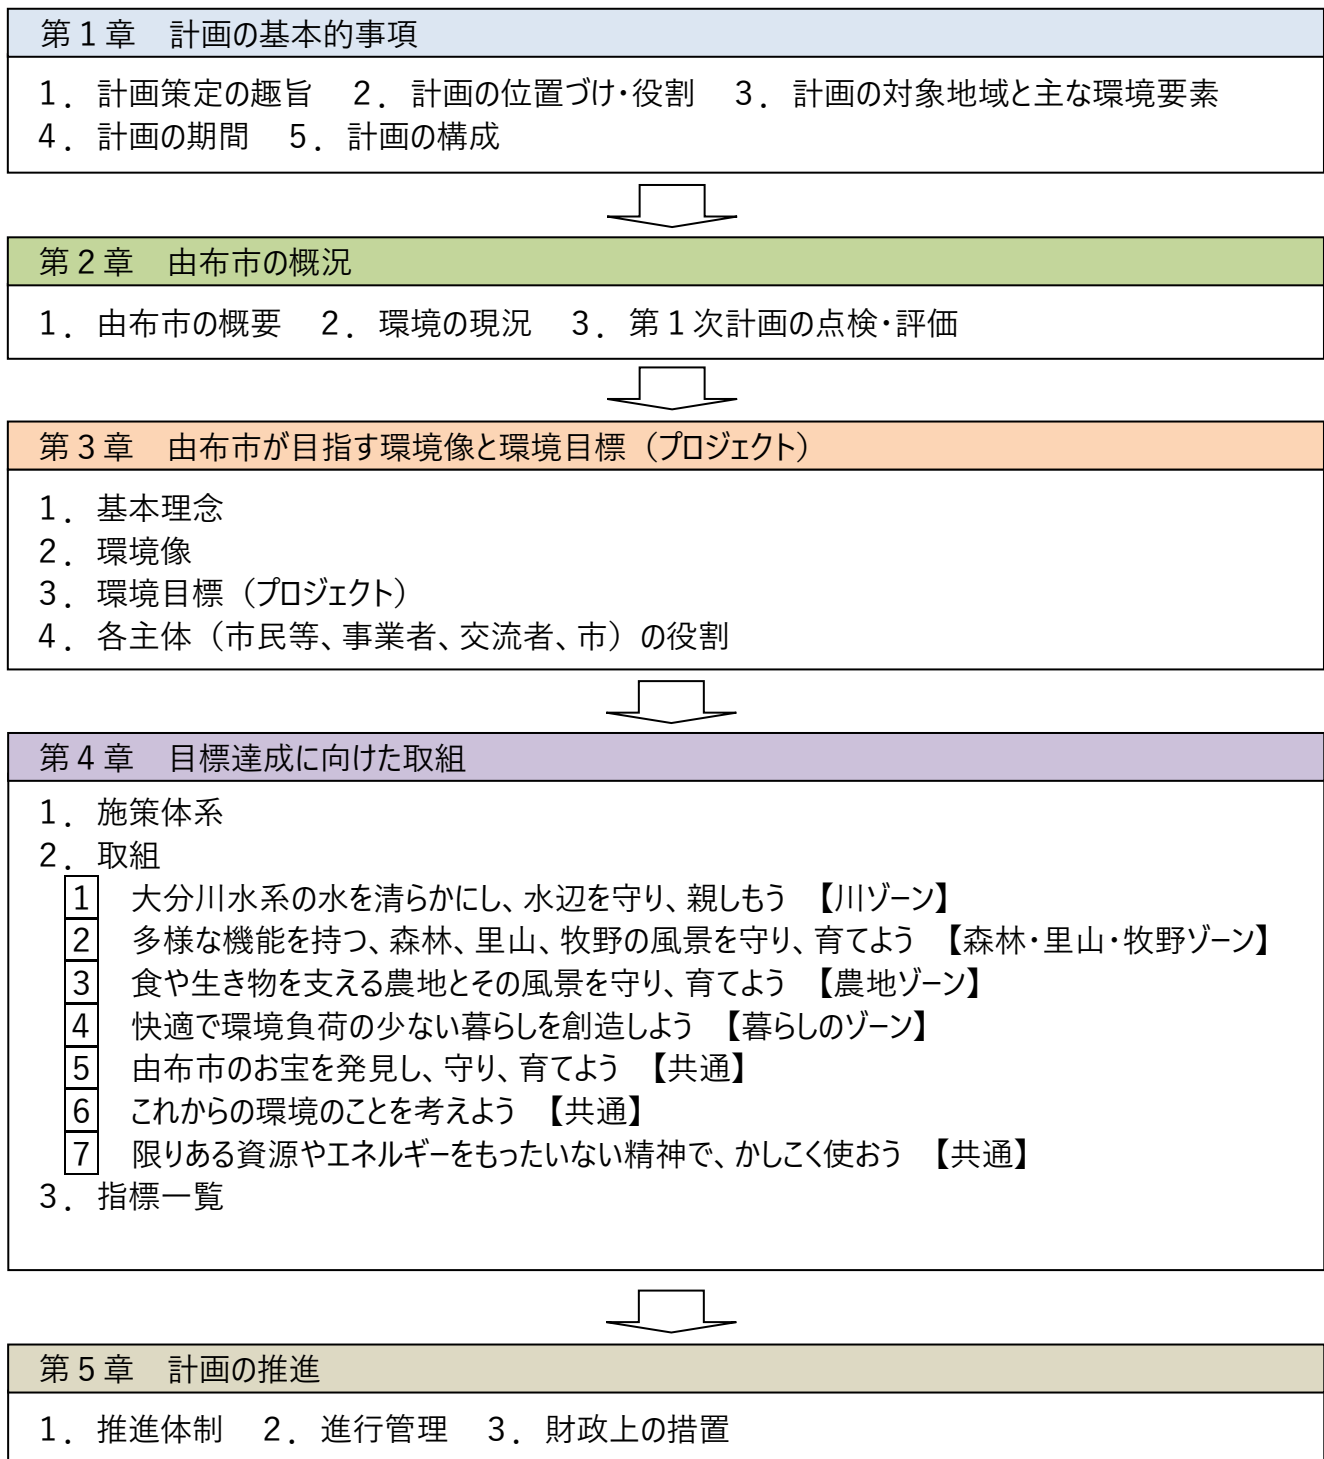 第１章　計画の基本的事項
１．計画策定の趣旨　２．計画の位置づけ・役割　３．計画の対象地域と主な環境要素
４．計画の期間　５．計画の構成
第２章　由布市の概況
１．由布市の概要　２．環境の現況　３．第１次計画の点検・評価
第３章　由布市が目指す環境像と環境目標（プロジェクト）
１．基本理念
２．環境像
３．環境目標（プロジェクト）
４．各主体（市民等、事業者、交流者、市）の役割
第４章　目標達成に向けた取組
１．施策体系
２．取組
1　大分川水系の水を清らかにし、水辺を守り、親しもう　【川ゾーン】
2　多様な機能を持つ、森林、里山、牧野の風景を守り、育てよう　【森林・里山・牧野ゾーン】
3　食や生き物を支える農地とその風景を守り、育てよう　【農地ゾーン】
4　快適で環境負荷の少ない暮らしを創造しよう　【暮らしのゾーン】
5　由布市のお宝を発見し、守り、育てよう　【共通】
6　これからの環境のことを考えよう　【共通】
7　限りある資源やエネルギーをもったいない精神で、かしこく使おう　【共通】
３．指標一覧
第５章　計画の推進
１．推進体制　２．進行管理　３．財政上の措置